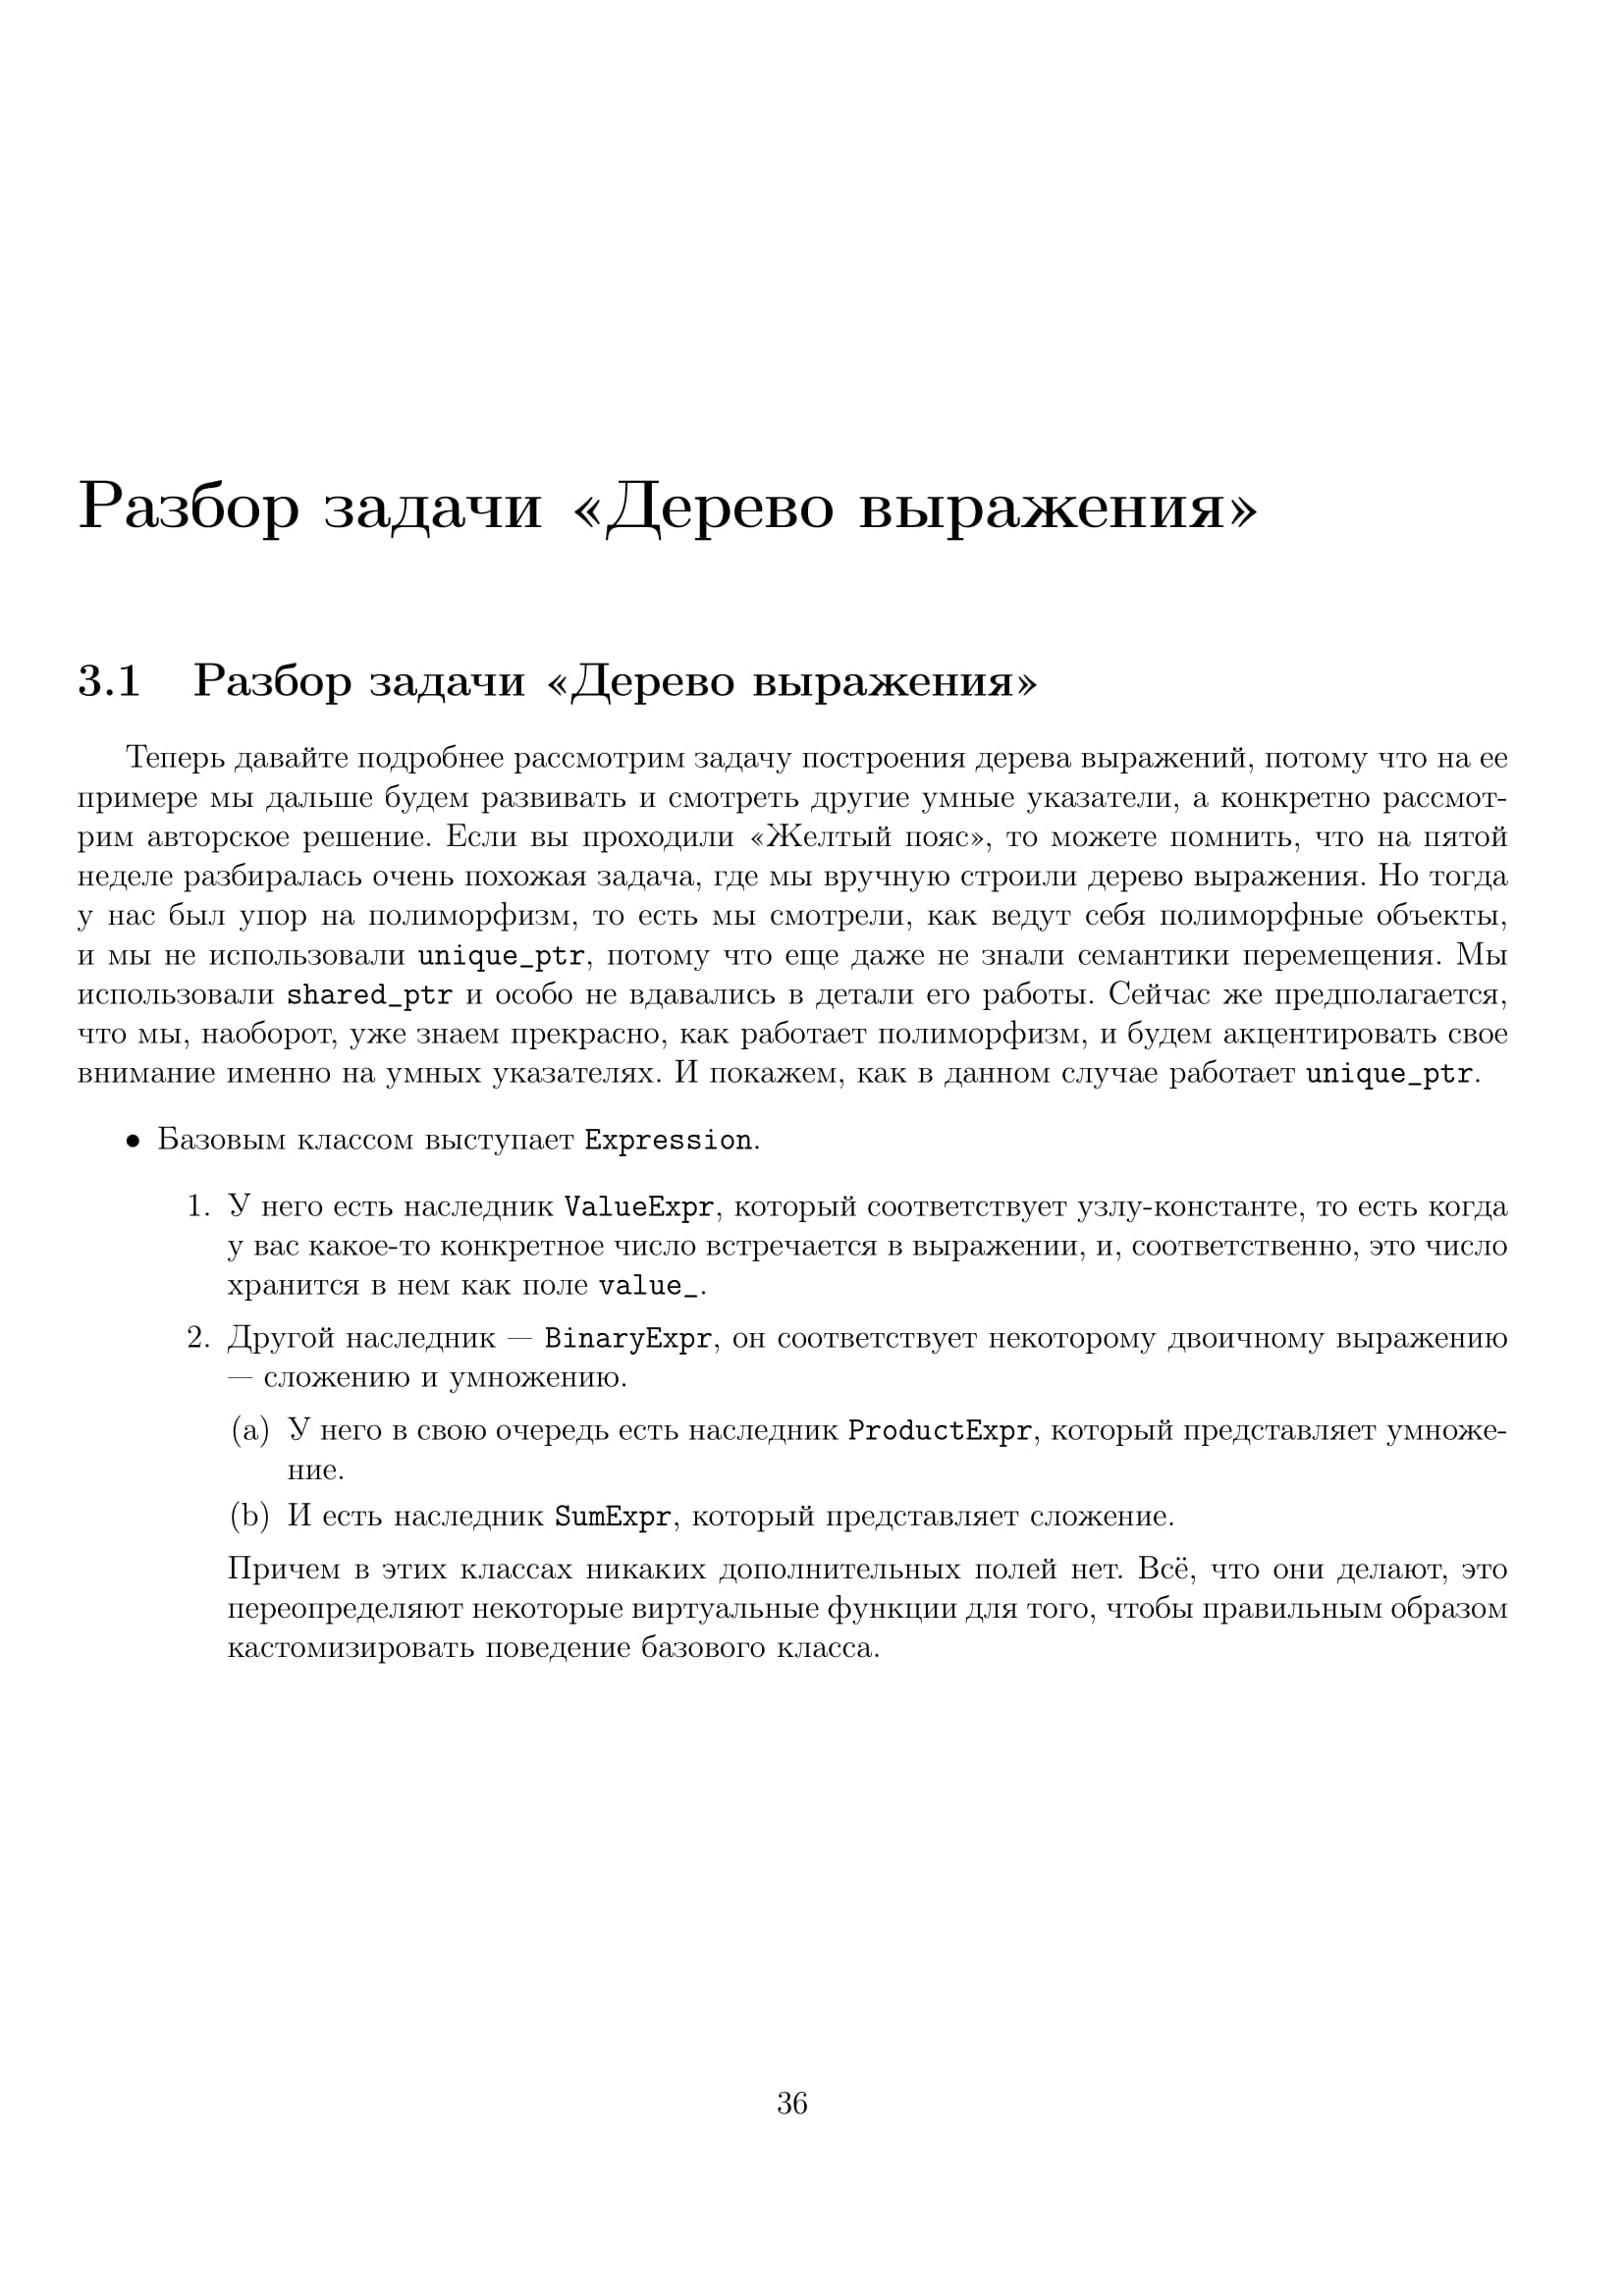 Разбор задачи «Дерево выражения»
3.1 Разбор задачи «Дерево выражения»
Теперь давайте подробнее рассмотрим задачу построения дерева выражений, потому что на ее
примере мы дальше будем развивать и смотреть другие умные указатели, а конкретно рассмот-
рим авторское решение. Если вы проходили «Желтый пояс», то можете помнить, что на пятой
неделе разбиралась очень похожая задача, где мы вручную строили дерево выражения. Но тогда
у нас был упор на полиморфизм, то есть мы смотрели, как ведут себя полиморфные объекты,
и мы не использовали unique_ptr, потому что еще даже не знали семантики перемещения. Мы
использовали shared_ptr и особо не вдавались в детали его работы. Сейчас же предполагается,
что мы, наоборот, уже знаем прекрасно, как работает полиморфизм, и будем акцентировать свое
внимание именно на умных указателях. И покажем, как в данном случае работает unique_ptr.
• Базовым классом выступает Expression.
1. У него есть наследник ValueExpr, который соответствует узлу-константе, то есть когда
у вас какое-то конкретное число встречается в выражении, и, соответственно, это число
хранится в нем как поле value_.
2. Другой наследник — BinaryExpr, он соответствует некоторому двоичному выражению
— сложению и умножению.
(a) У него в свою очередь есть наследник ProductExpr, который представляет умноже-
ние.
(b) И есть наследник SumExpr, который представляет сложение.
Причем в этих классах никаких дополнительных полей нет. Всё, что они делают, это
переопределяют некоторые виртуальные функции для того, чтобы правильным образом
кастомизировать поведение базового класса.
36